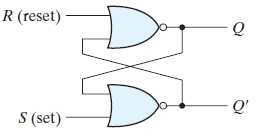 R (reset)
Q
Q'
S (set)